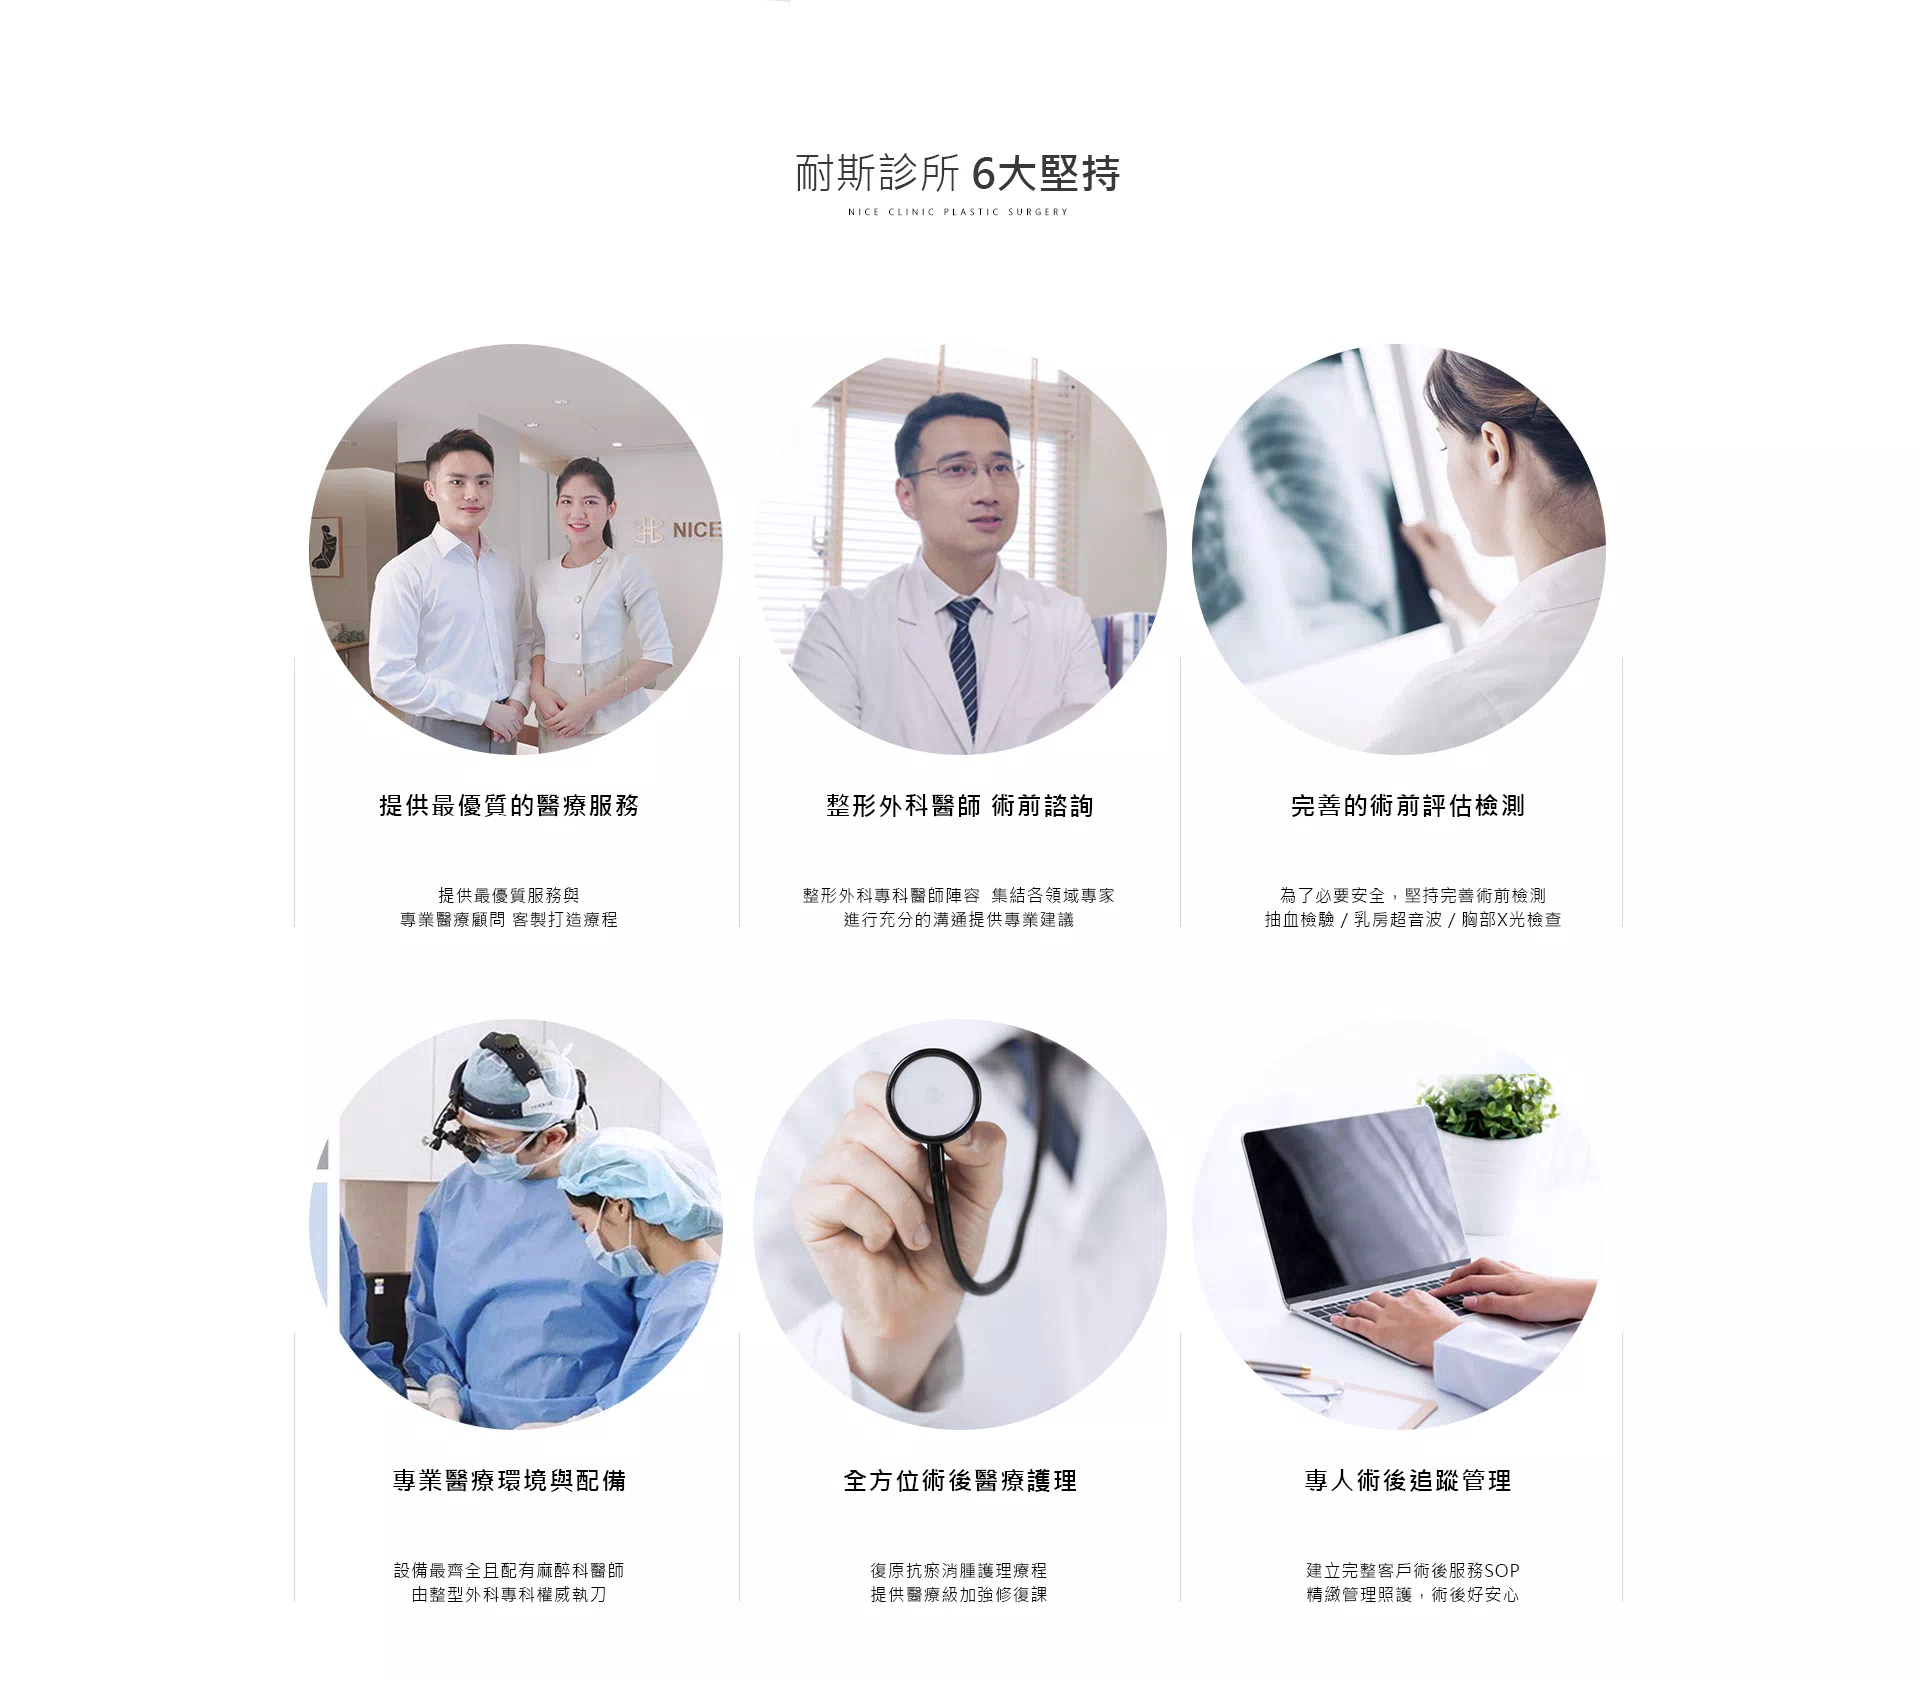 耐斯診所 6大堅持
NICE CLINIC PLASTIC SURGERY
NICE
提供最優質的醫療服務
整形外科醫師 術前諮詢
完善的術前評估檢測
提供最優質服務與
專業醫療顧問 客製打造療程
整形外科專科醫師陣容 集結各領域專家
進行充分的溝通提供專業建議
為了必要安全，堅持完善術前檢測
抽血檢驗 / 乳房超音波 / 胸部X光檢查
專業醫療環境與配備
全方位術後醫療護理
專人術後追蹤管理
設備最齊全且配有麻醉科醫師
由整型外科專科權威執刀
復原抗瘀消腫護理療程
提供醫療級加強修復課
建立完整客戶術後服務SOP
精緻管理照護，術後好安心